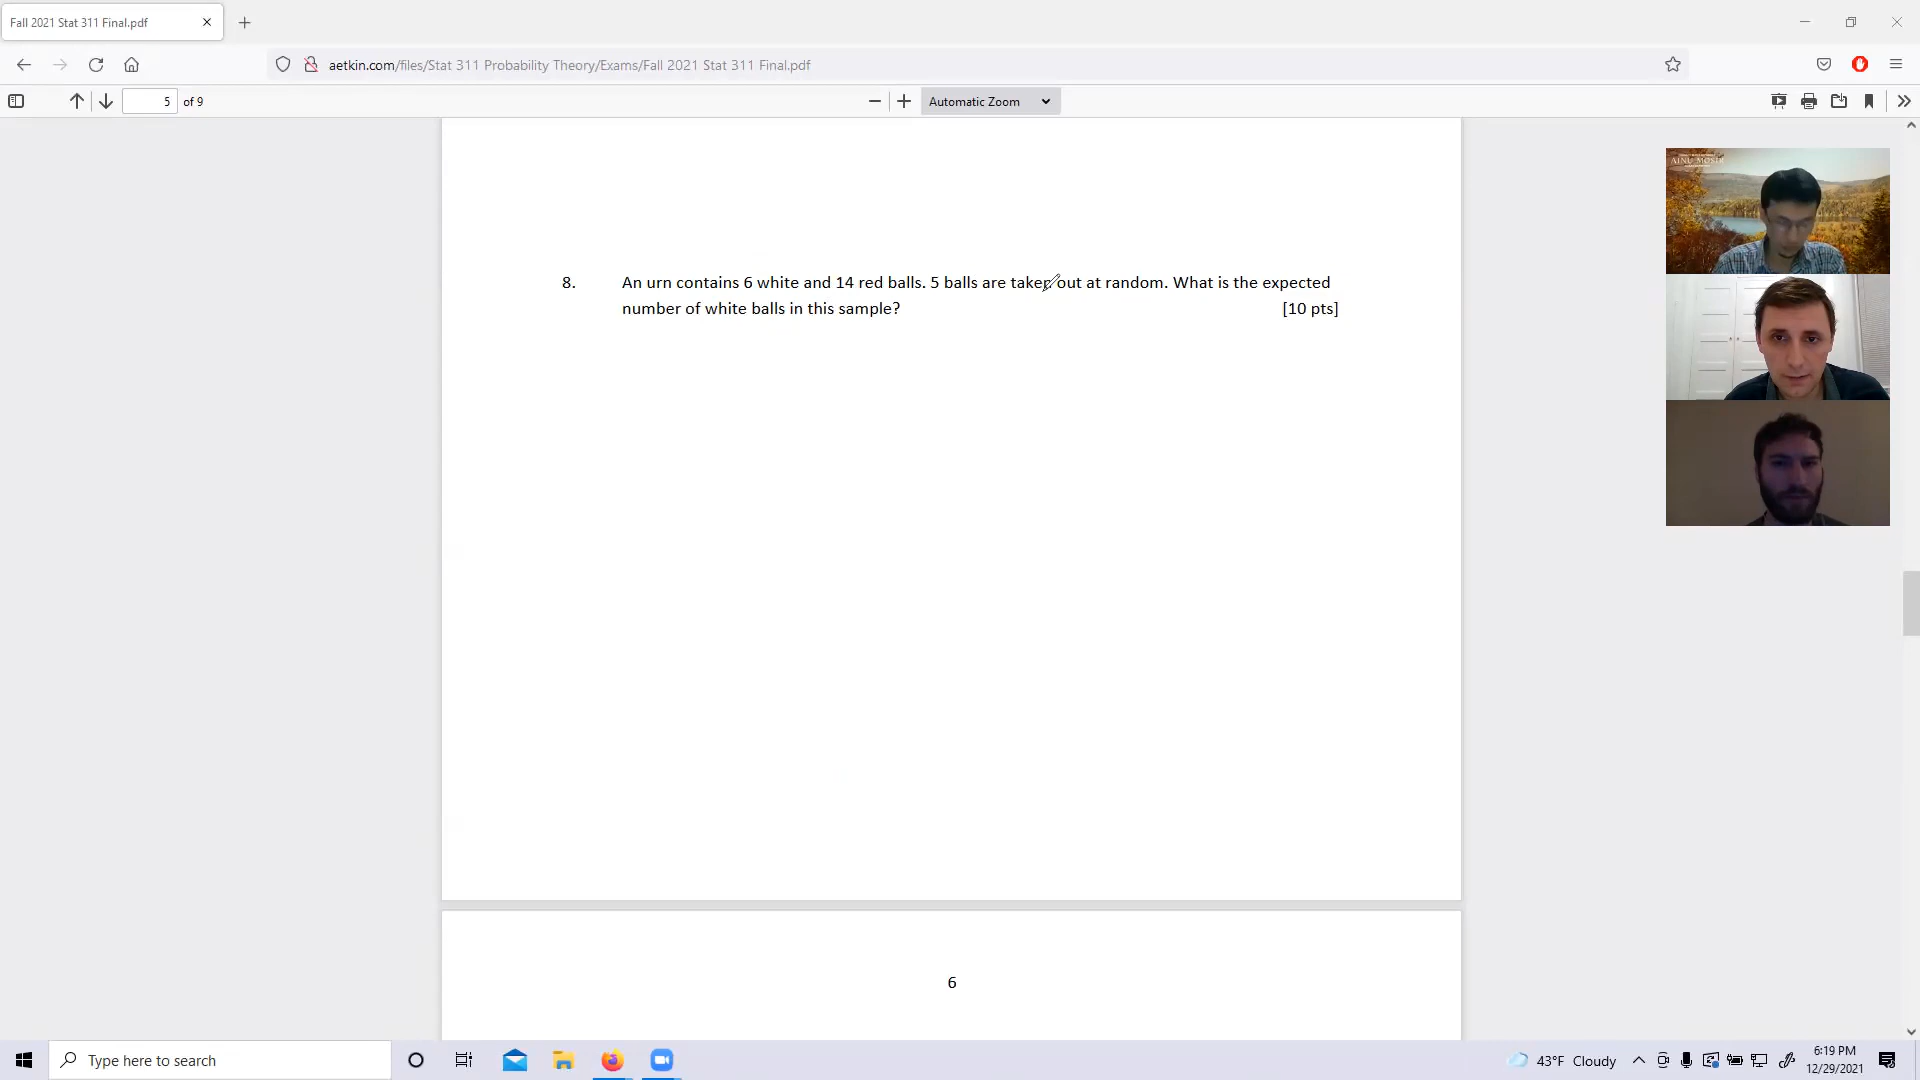 Fall 2021 Stat 311 Final.pdf
aetkin.com/files/Stat 311 Probability Theory/Exams/Fall 2021 Stat 311 Final.pdf
5 of 9
Automatic Zoom
8. An urn contains 6 white and 14 red balls. 5 balls are taken out at random. What is the expected
number of white balls in this sample? [10 pts]
6
Type here to search
43°F Cloudy
6:19 PM
12/29/2021